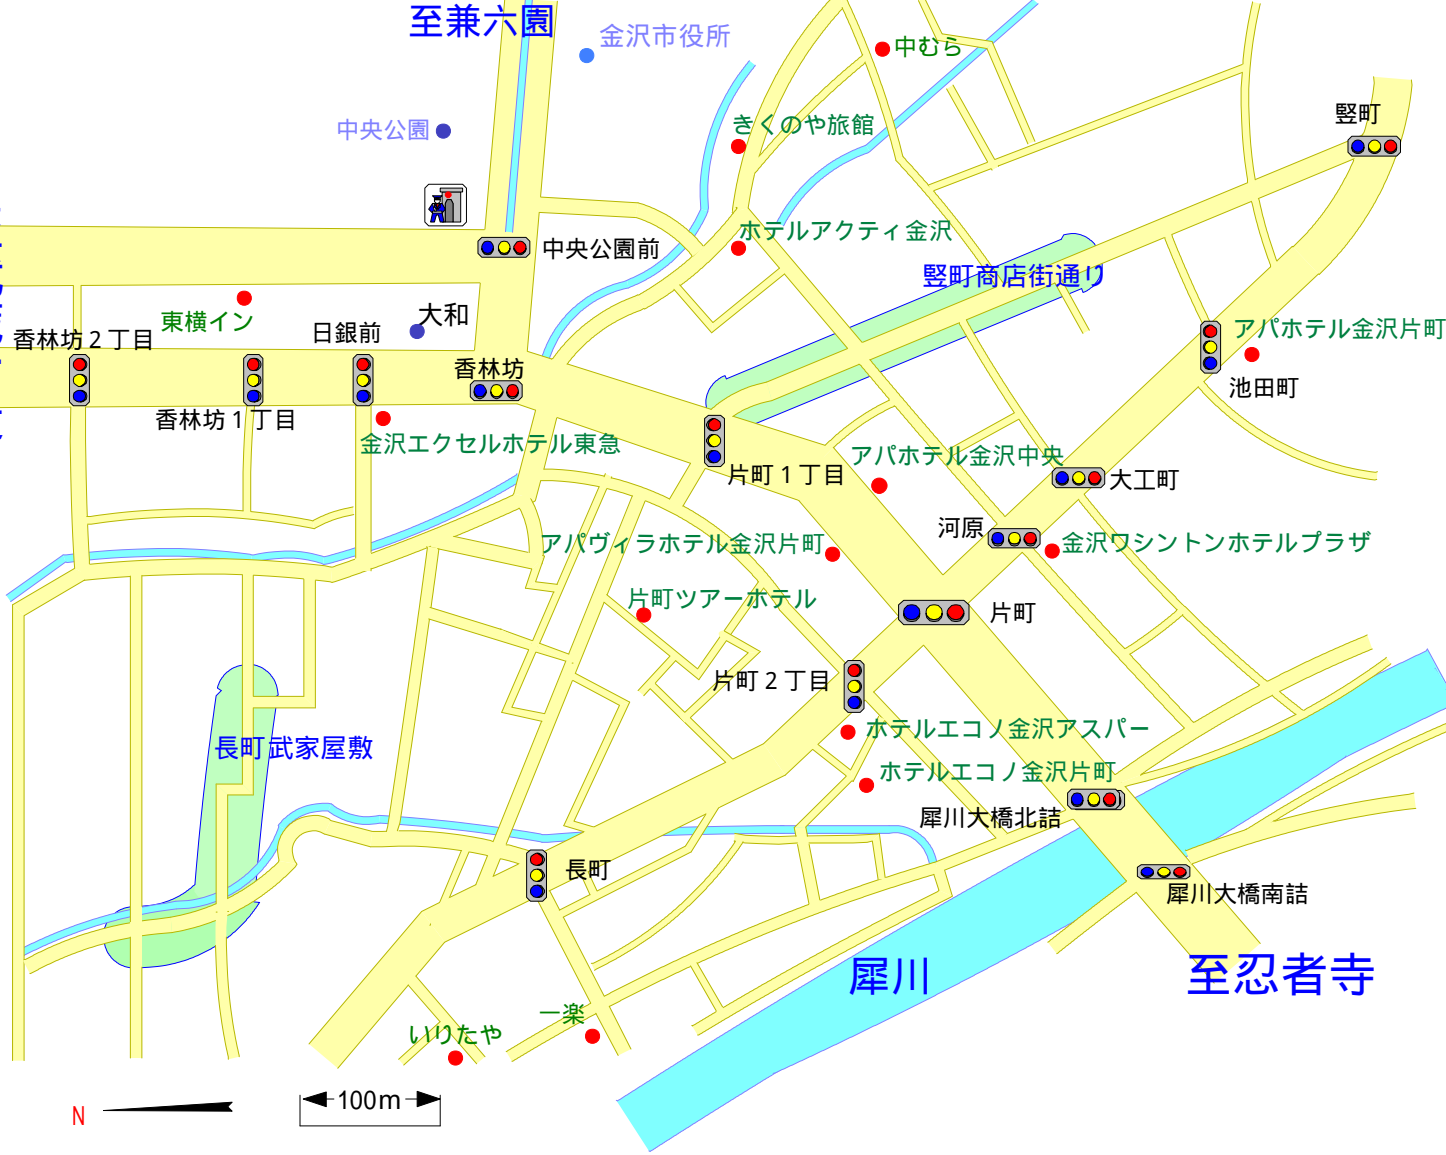 至兼六園
金沢市役所
中むら
中央公園
きくのや旅館
竪町
ホテルアクティ金沢
中央公園前
竪町商店街通り
東横イン
大和
日銀前
香林坊2丁目
アパホテル金沢片町
香林坊
池田町
香林坊1丁目
金沢エクセルホテル東急
アパホテル金沢中央
片町1丁目
大工町
河原
アパヴィラホテル金沢片町
金沢ワシントンホテルプラザ
片町ツアーホテル
片町
片町2丁目
ホテルエコノ金沢アスパー
長町武家屋敷
ホテルエコノ金沢片町
犀川大橋北詰
長町
犀川大橋南詰
犀川
至忍者寺
一楽
いりたや
N
100m